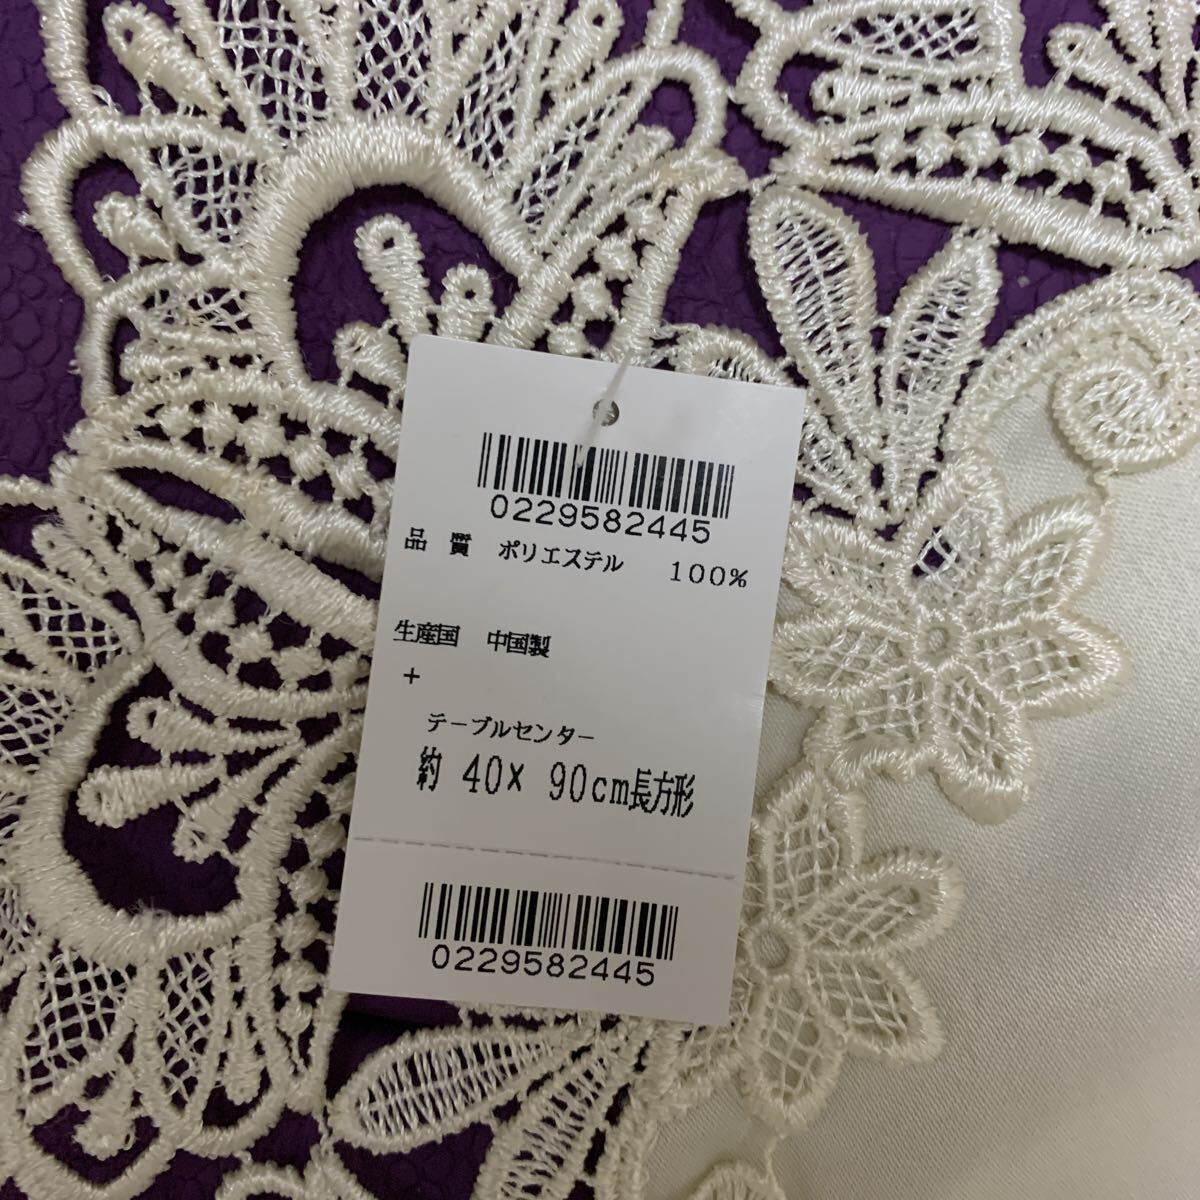 0229582445
品質 ポリエステル 100%
生産国 中国製
+
テーブルセンター
約 40× 90cm長方形
0229582445